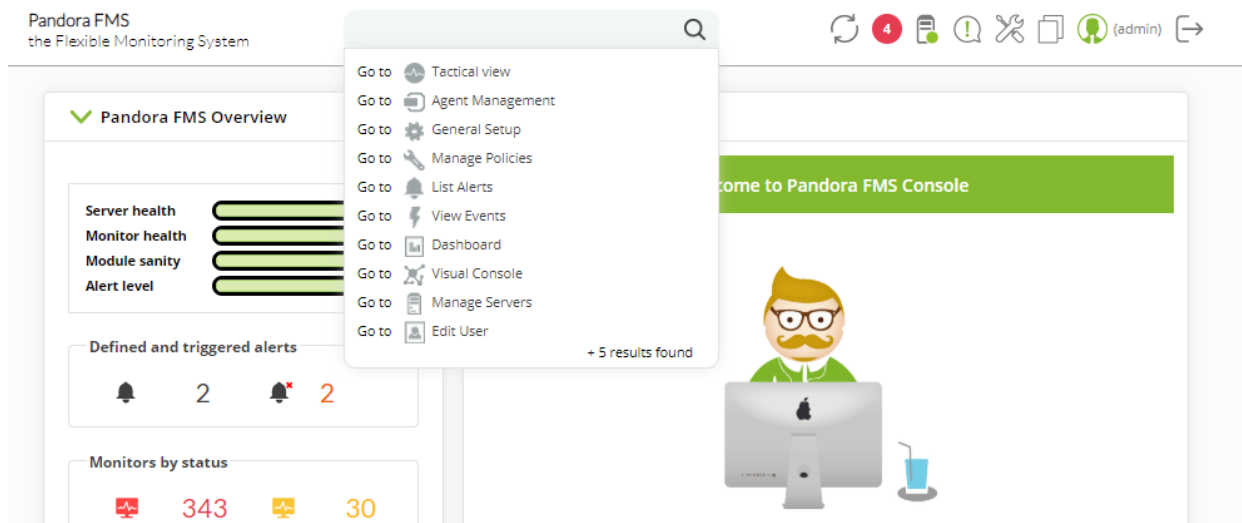 Pandora FMS
the Flexible Monitoring System
4
(admin)
Go to Tactical view
Go to Agent Management
Go to General Setup
Go to Manage Policies
Go to List Alerts
Go to View Events
Go to Dashboard
Go to Visual Console
Go to Manage Servers
Go to Edit User
+ 5 results found
Pandora FMS Overview
Server health
Monitor health
Module sanity
Alert level
Defined and triggered alerts
2 2
Monitors by status
343 30
come to Pandora FMS Console